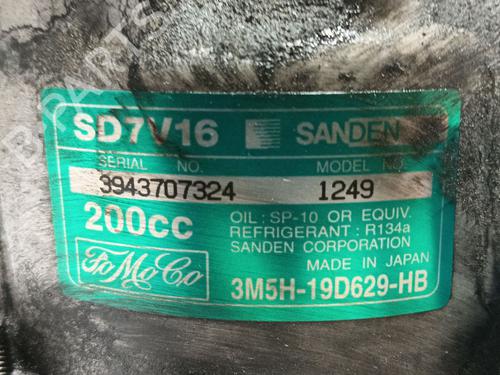 SD7V16 SANDEN
SERIAL NO. MODEL NO.
3943707324 1249
200cc
OIL : SP-10 OR EQUIV.
REFRIGERANT : R134a
SANDEN CORPORATION
MADE IN JAPAN
FoMoCo
3M5H-19D629-HB